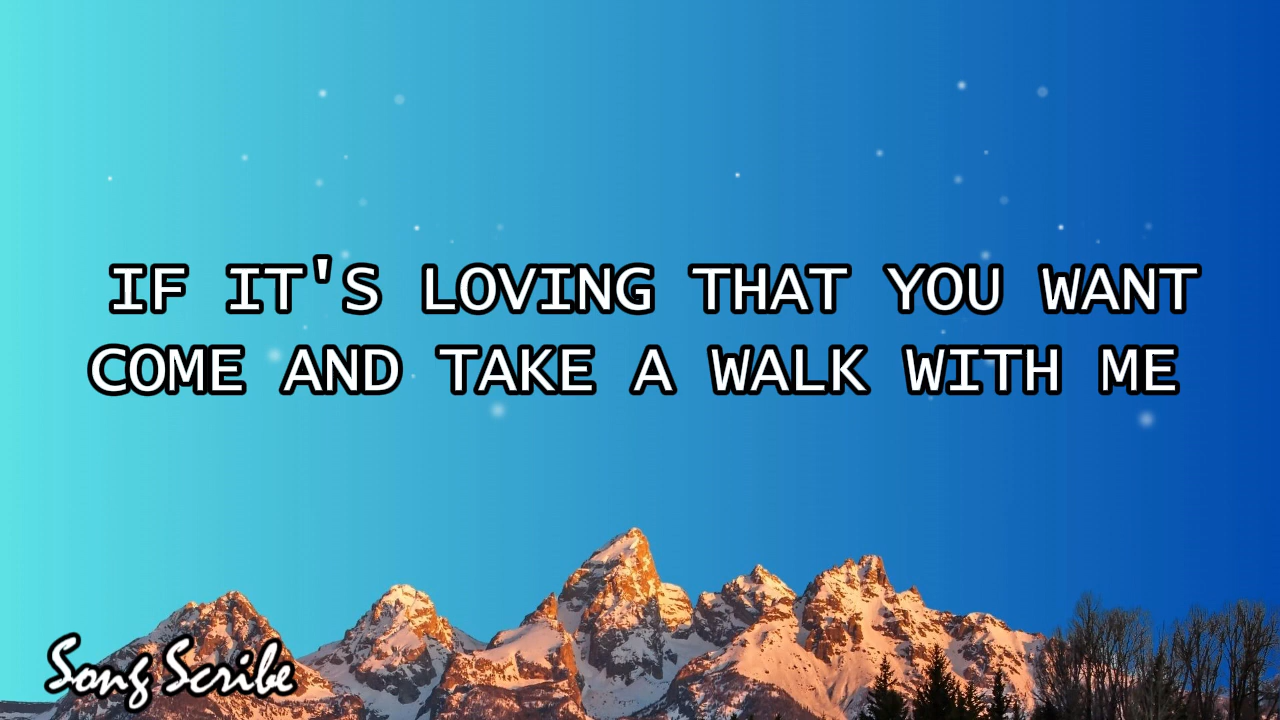 IF IT'S LOVING THAT YOU WANT
COME AND TAKE A WALK WITH ME
Song Scribe